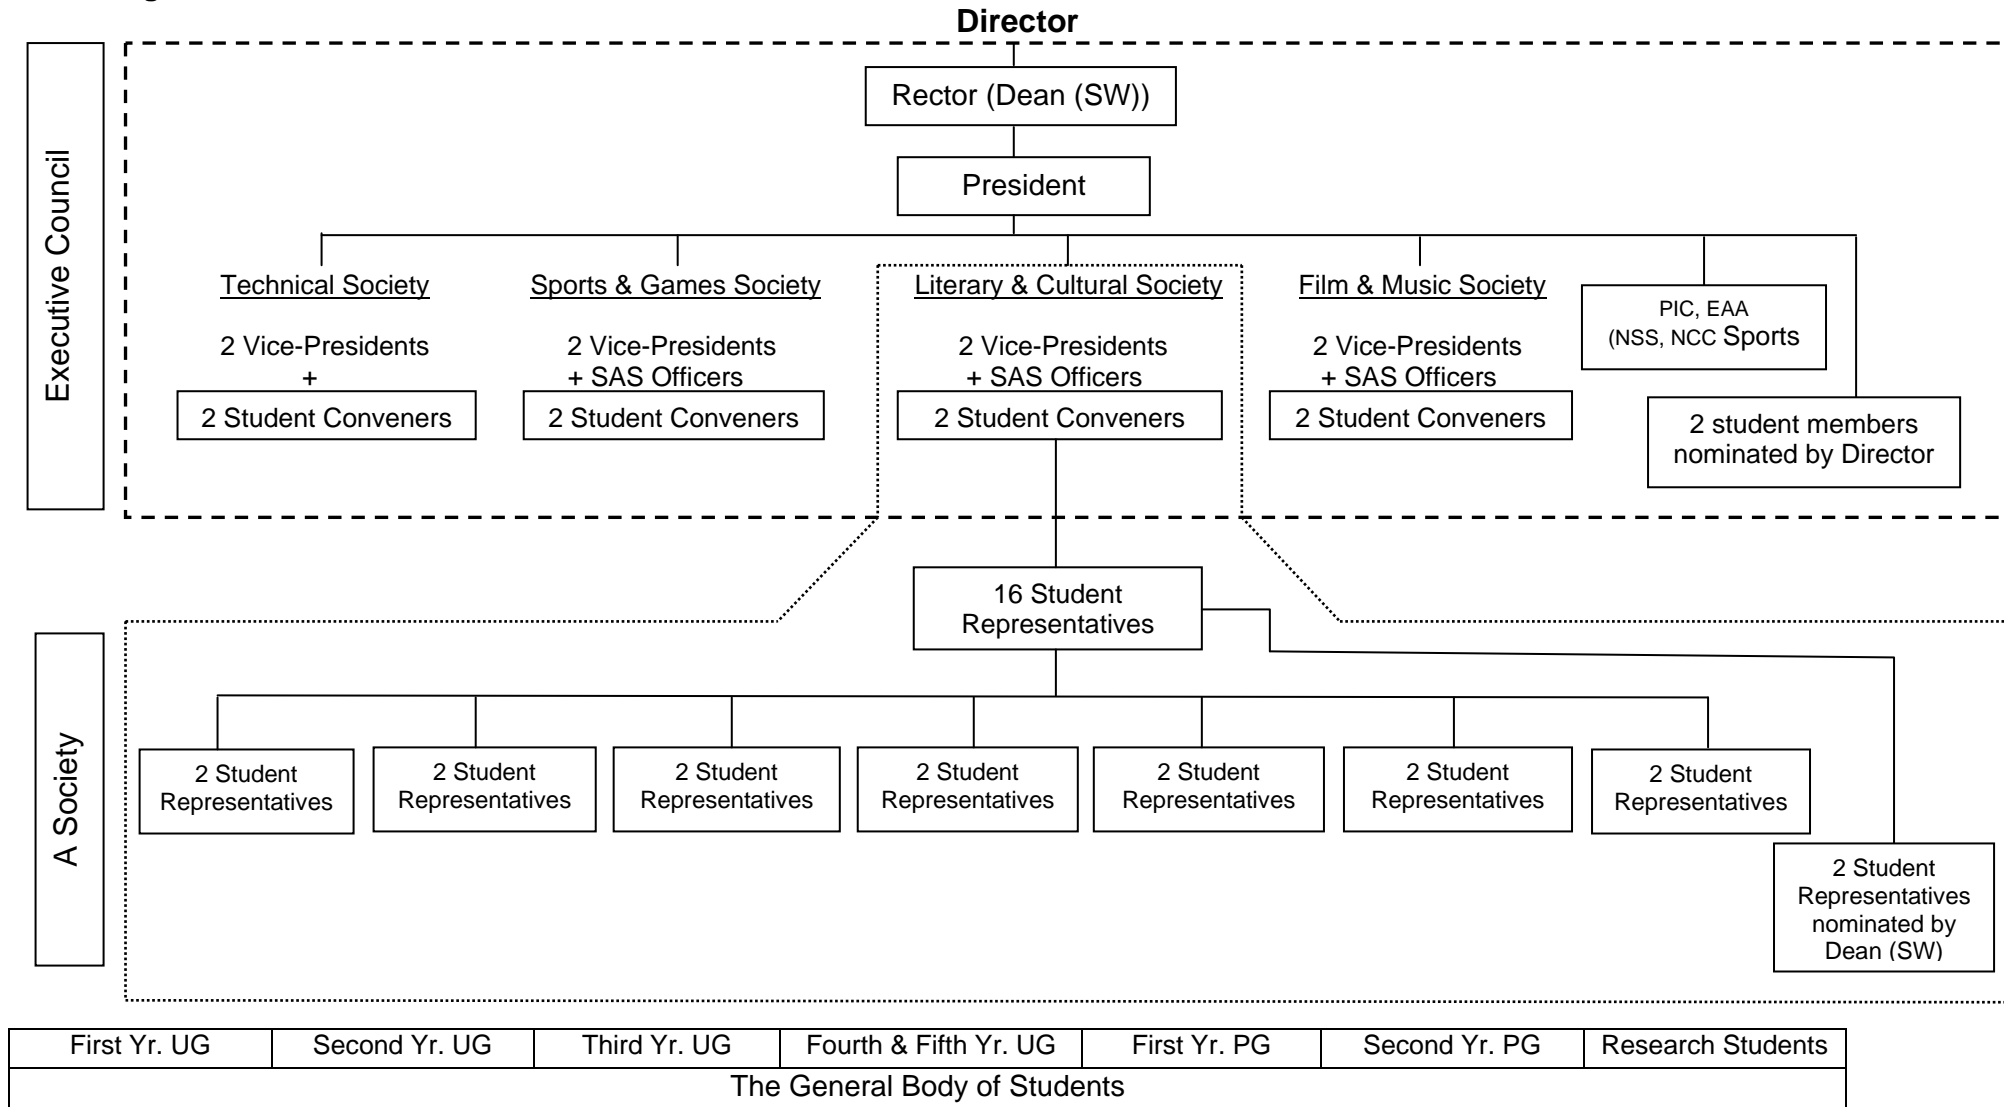 Director
Executive Council
Rector (Dean (SW))
President
Technical Society
2 Vice-Presidents
+
2 Student Conveners
Sports & Games Society
2 Vice-Presidents
+ SAS Officers
2 Student Conveners
Literary & Cultural Society
2 Vice-Presidents
+ SAS Officers
2 Student Conveners
Film & Music Society
2 Vice-Presidents
+ SAS Officers
2 Student Conveners
PIC, EAA
(NSS, NCC Sports
2 student members
nominated by Director
16 Student
Representatives
A Society
2 Student
Representatives
2 Student
Representatives
2 Student
Representatives
2 Student
Representatives
2 Student
Representatives
2 Student
Representatives
2 Student
Representatives
2 Student
Representatives
nominated by
Dean (SW)
First Yr. UG
Second Yr. UG
Third Yr. UG
Fourth & Fifth Yr. UG
First Yr. PG
Second Yr. PG
Research Students
The General Body of Students